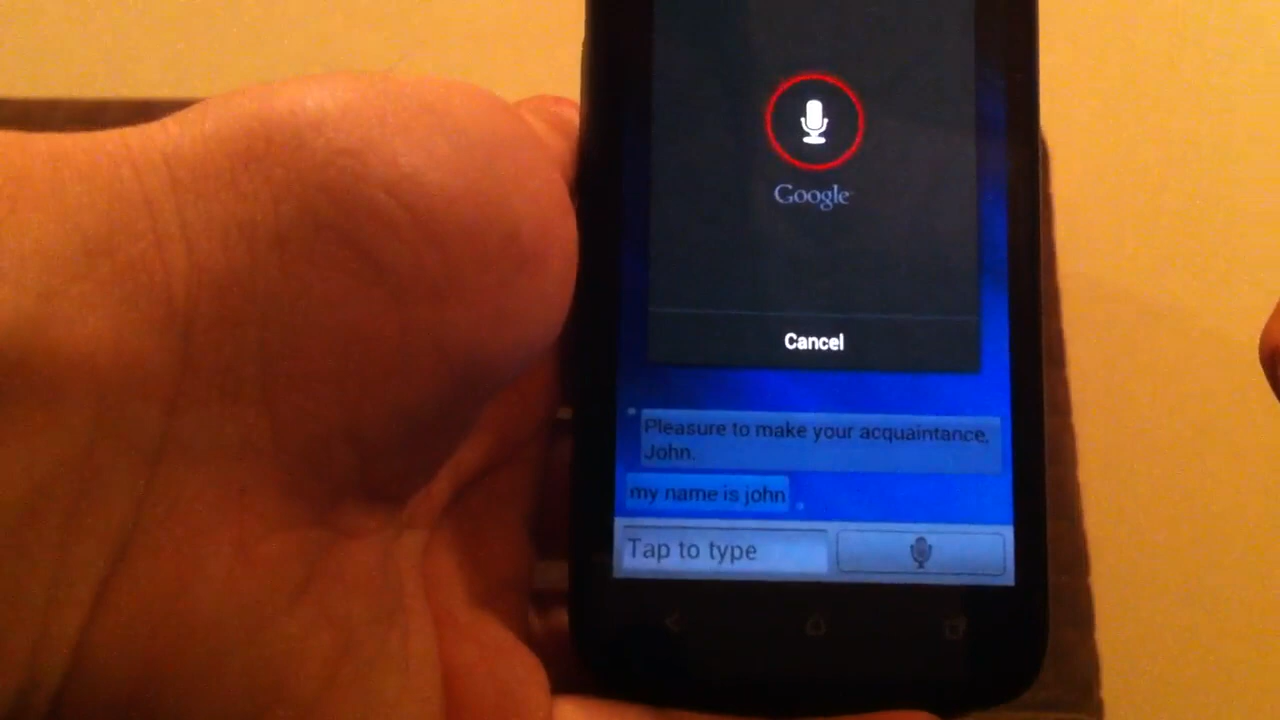 Google
Cancel
Pleasure to make your acquaintance,
John.
my name is john
Tap to type